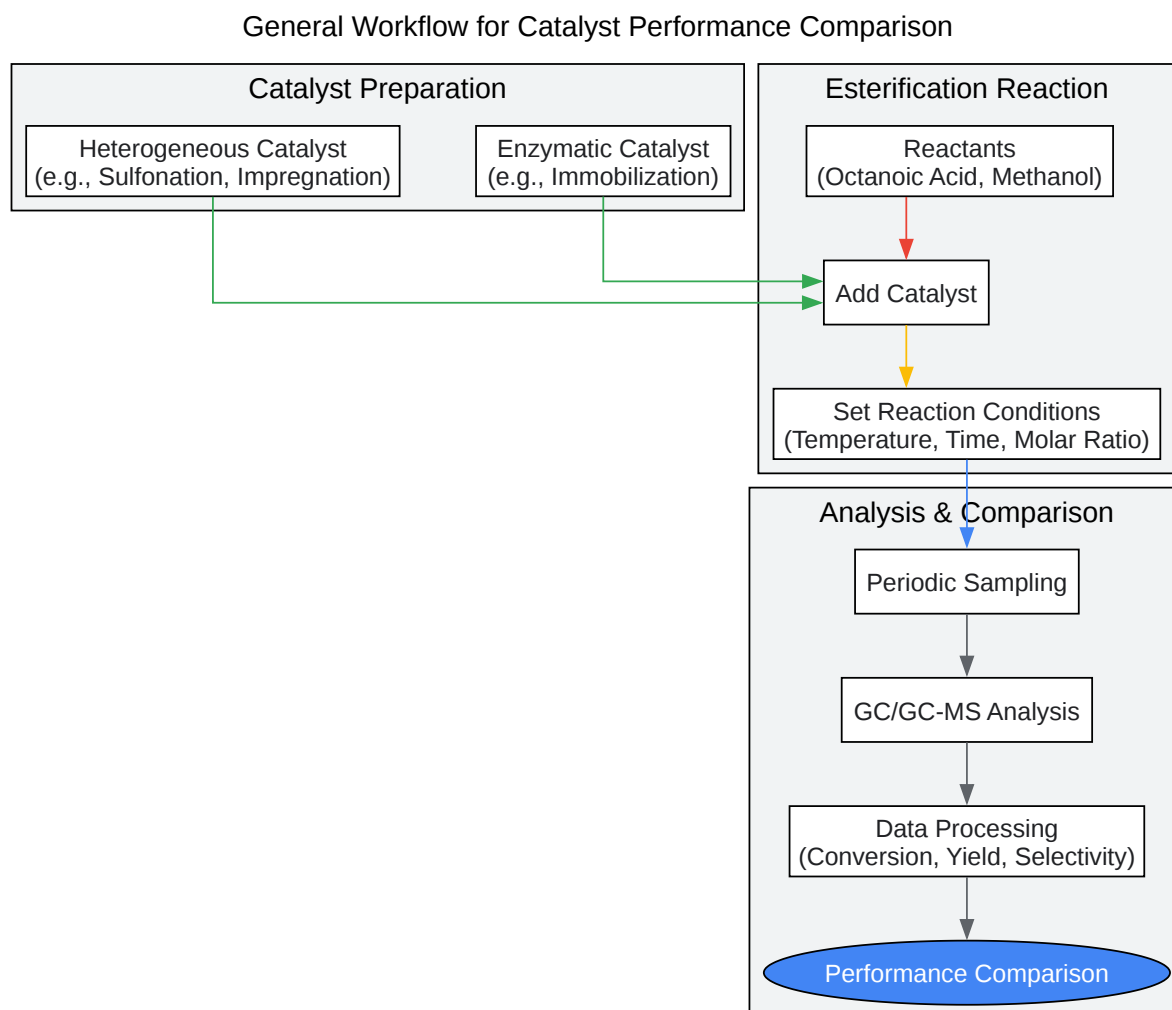 General Workflow for Catalyst Performance Comparison
Catalyst Preparation
Heterogeneous Catalyst
(e.g., Sulfonation, Impregnation)
Enzymatic Catalyst
(e.g., Immobilization)
Esterification Reaction
Reactants
(Octanoic Acid, Methanol)
Add Catalyst
Set Reaction Conditions
(Temperature, Time, Molar Ratio)
Analysis & Comparison
Periodic Sampling
GC/GC-MS Analysis
Data Processing
(Conversion, Yield, Selectivity)
Performance Comparison